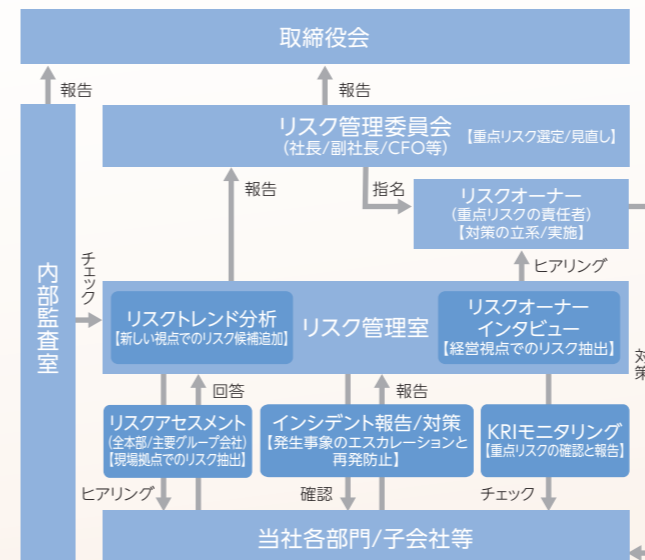 取締役会
報告
報告
リスク管理委員会
(社長/副社長/CFO等)
【重点リスク選定/見直し】
報告
指名
リスクオーナー
(重点リスクの責任者)
【対策の立系/実施】
ヒアリング
内部監査室
チェック
リスクトレンド分析
【新しい視点でのリスク候補追加】
リスク管理室
リスクオーナー
インタビュー
【経営視点でのリスク抽出】
対策
回答
報告
リスクアセスメント
(全本部/主要グループ会社)
【現場拠点でのリスク抽出】
インシデント報告/対策
【発生事象のエスカレーションと
再発防止】
KRIモニタリング
【重点リスクの確認と報告】
ヒアリング
確認
チェック
当社各部門/子会社等